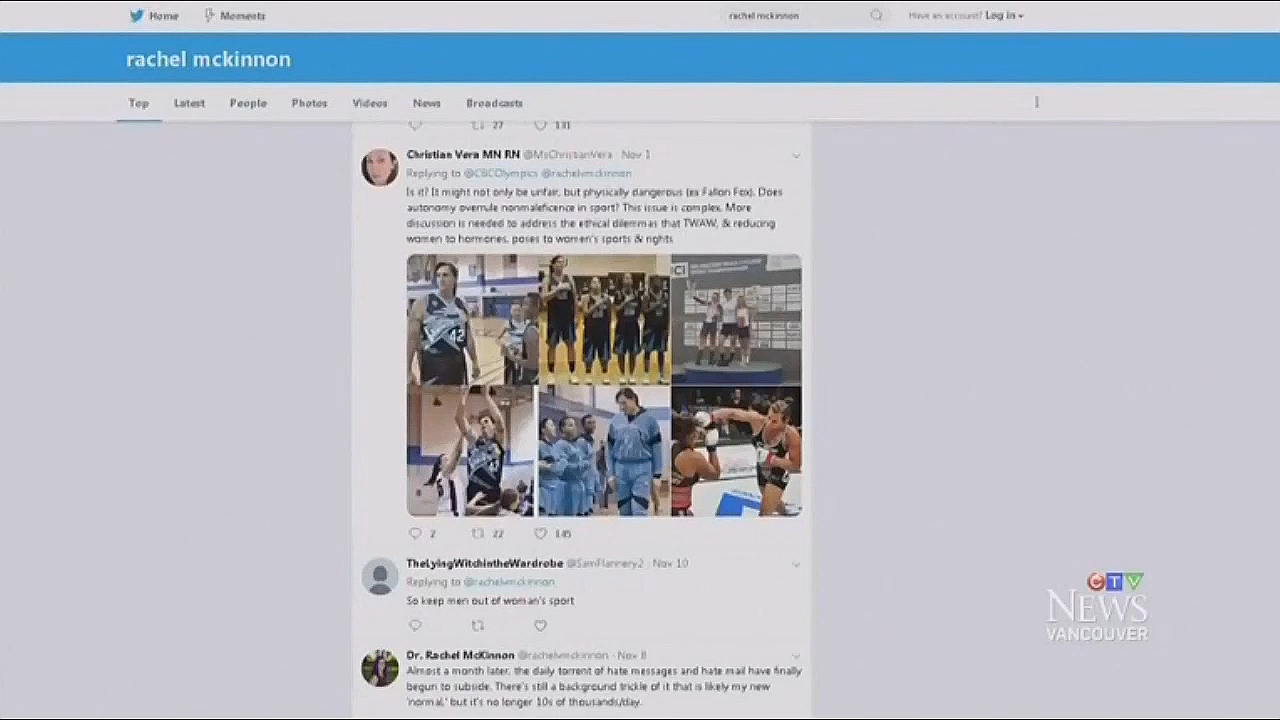 Home Moments rachel mckinnon Have an account? Log in
rachel mckinnon
Top Latest People Photos Videos News Broadcasts
27 131
Christian Vera MN RN @MsChristianVera · Nov 1
Replying to @CBCOlympics @rachelvmckinnon
Is it? It might not only be unfair, but physically dangerous (ex Fallon Fox). Does
autonomy overrule nonmaleficence in sport? This issue is complex. More
discussion is needed to address the ethical dilemmas that TWAW, & reducing
women to hormones, poses to women's sports & rights
42
2 22 145
TheLyingWitchintheWardrobe @SamFlannery2 · Nov 10
Replying to @rachelvmckinnon
So keep men out of woman's sport
CTV
NEWS
VANCOUVER
Dr. Rachel McKinnon @rachelvmckinnon · Nov 8
Almost a month later, the daily torrent of hate messages and hate mail have finally
begun to subside. There's still a background trickle of it that is likely my new
'normal,' but it's no longer 10s of thousands/day.